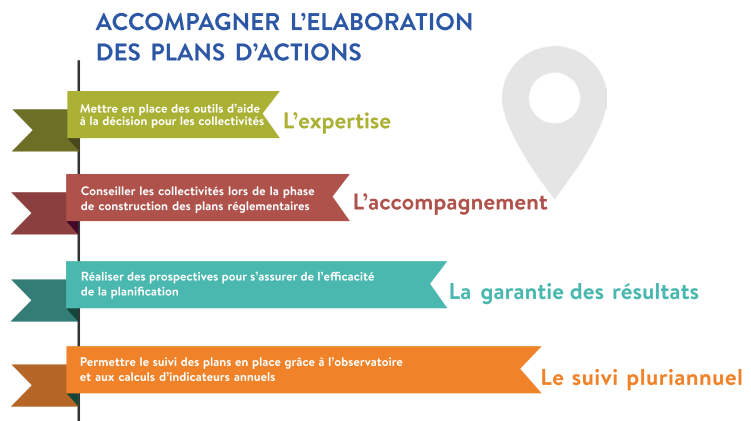 ACCOMPAGNER L'ELABORATION
DES PLANS D'ACTIONS
Mettre en place des outils d'aide
à la décision pour les collectivités
L'expertise
Conseiller les collectivités lors de la phase
de construction des plans réglementaires
L'accompagnement
Réaliser des prospectives pour s'assurer de l'efficacité
de la planification
La garantie des résultats
Permettre le suivi des plans en place grâce à l'observatoire
et aux calculs d'indicateurs annuels
Le suivi pluriannuel